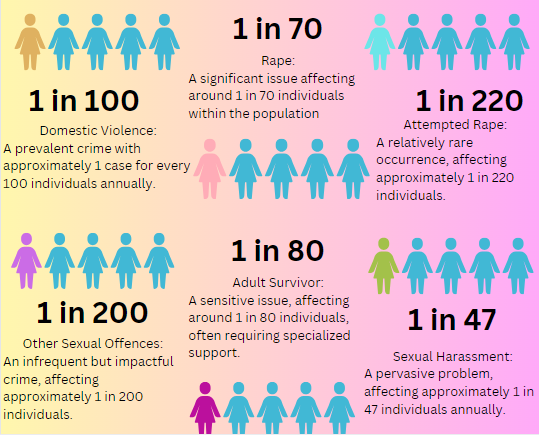 1 in 100
Domestic Violence:
A prevalent crime with
approximately 1 case for every
100 individuals annually.
1 in 70
Rape:
A significant issue affecting
around 1 in 70 individuals
within the population
1 in 220
Attempted Rape:
A relatively rare
occurrence, affecting
approximately 1 in 220
individuals.
1 in 200
Other Sexual Offences:
An infrequent but impactful
crime, affecting
approximately 1 in 200
individuals.
1 in 80
Adult Survivor:
A sensitive issue, affecting
around 1 in 80 individuals,
often requiring specialized
support.
1 in 47
Sexual Harassment:
A pervasive problem,
affecting approximately 1 in
47 individuals annually.